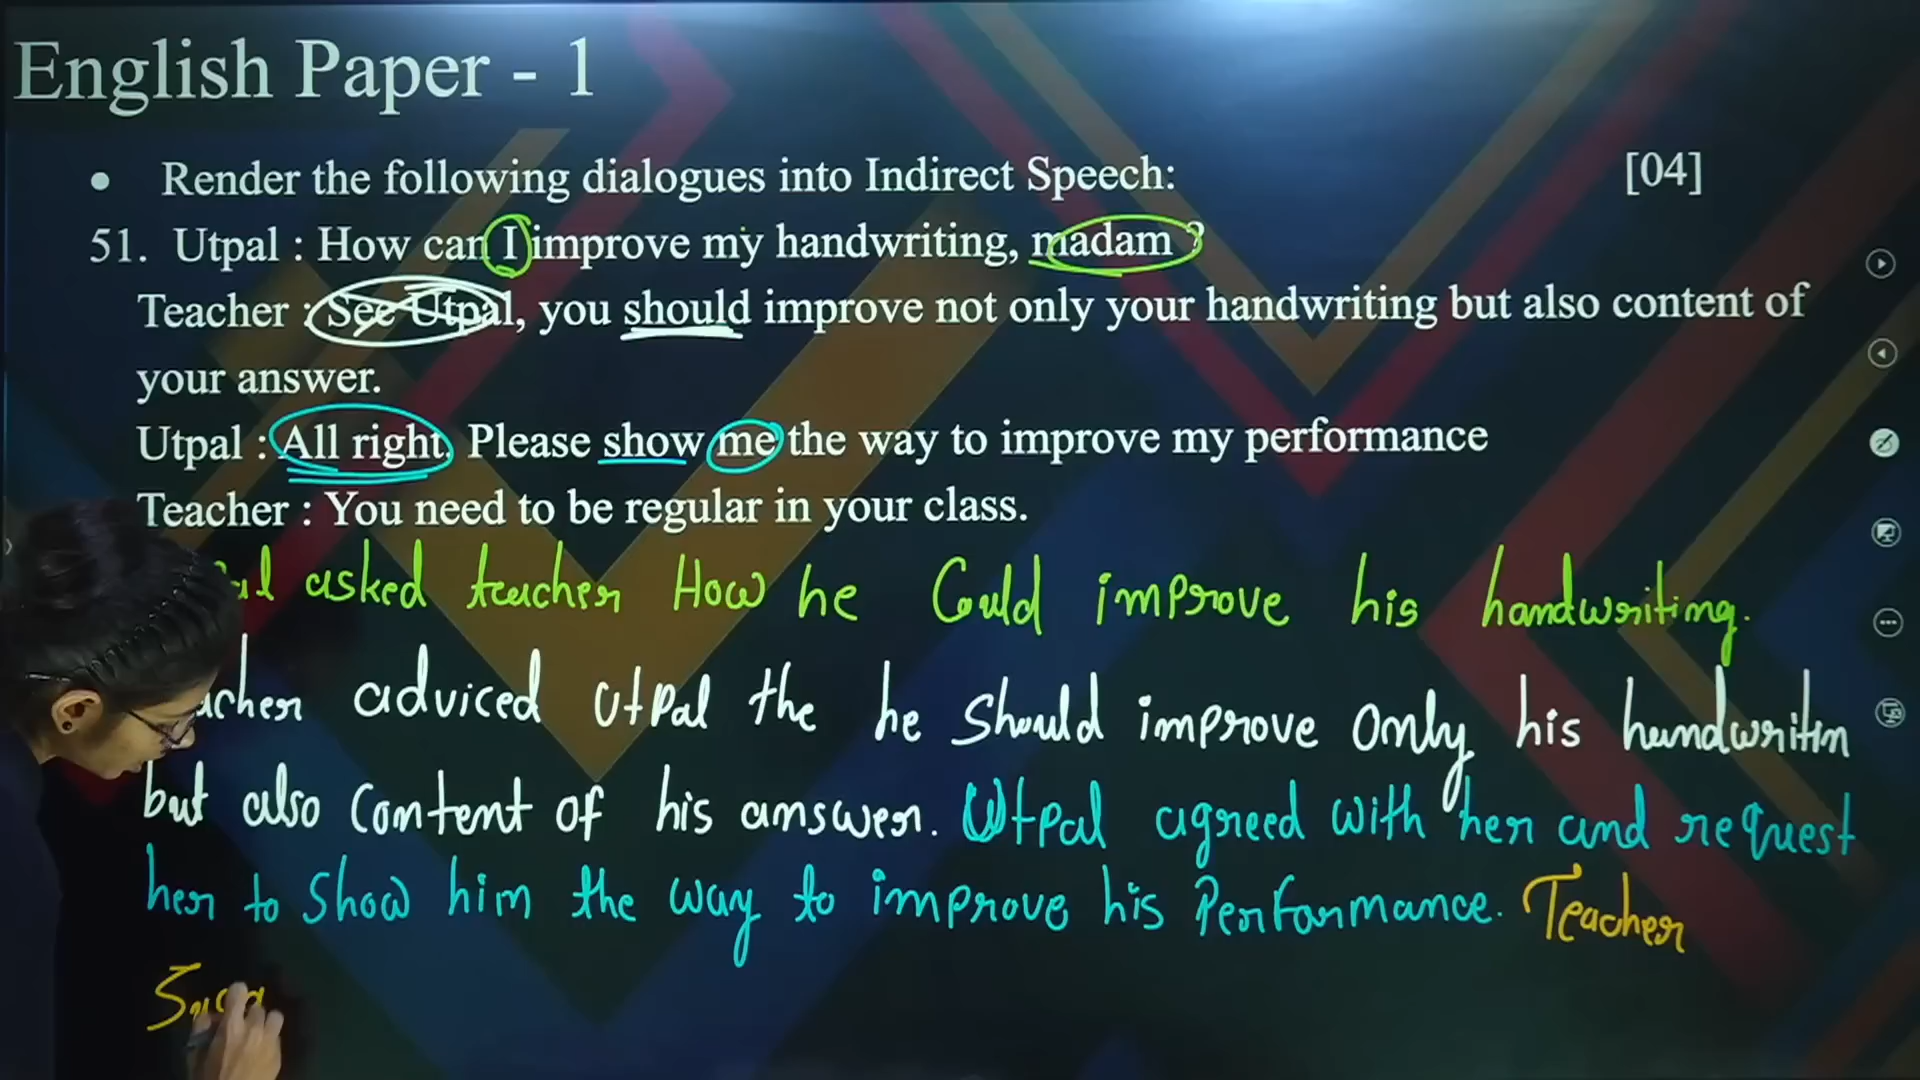 English Paper - 1
• Render the following dialogues into Indirect Speech: [04]
51. Utpal : How can I improve my handwriting, madam ?
Teacher : See Utpal, you should improve not only your handwriting but also content of
your answer.
Utpal : All right. Please show me the way to improve my performance
Teacher : You need to be regular in your class.
asked teacher How he Could improve his handwriting.
adviced Utpal the he Should improve only his handwritin
but also Content of his answer. Utpal agreed with her and request
her to Show him the way to improve his Performance. Teacher